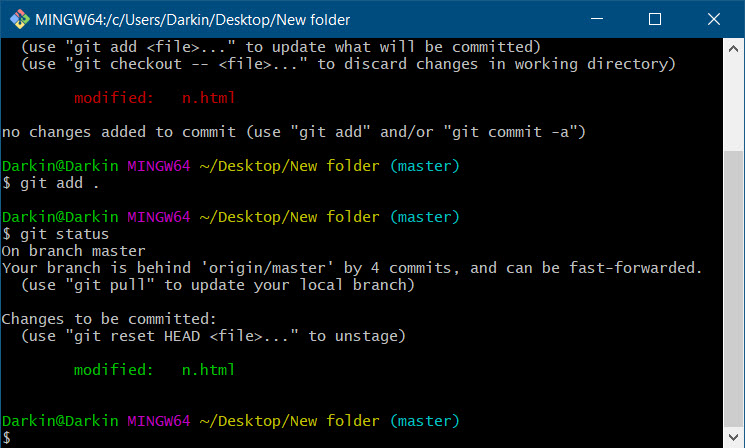 MINGW64:/c/Users/Darkin/Desktop/New folder
(use "git add <file>..." to update what will be committed)
(use "git checkout -- <file>..." to discard changes in working directory)
modified:   n.html
no changes added to commit (use "git add" and/or "git commit -a")
Darkin@Darkin MINGW64 ~/Desktop/New folder (master)
$ git add .
Darkin@Darkin MINGW64 ~/Desktop/New folder (master)
$ git status
On branch master
Your branch is behind 'origin/master' by 4 commits, and can be fast-forwarded.
(use "git pull" to update your local branch)
Changes to be committed:
(use "git reset HEAD <file>..." to unstage)
modified:   n.html
Darkin@Darkin MINGW64 ~/Desktop/New folder (master)
$